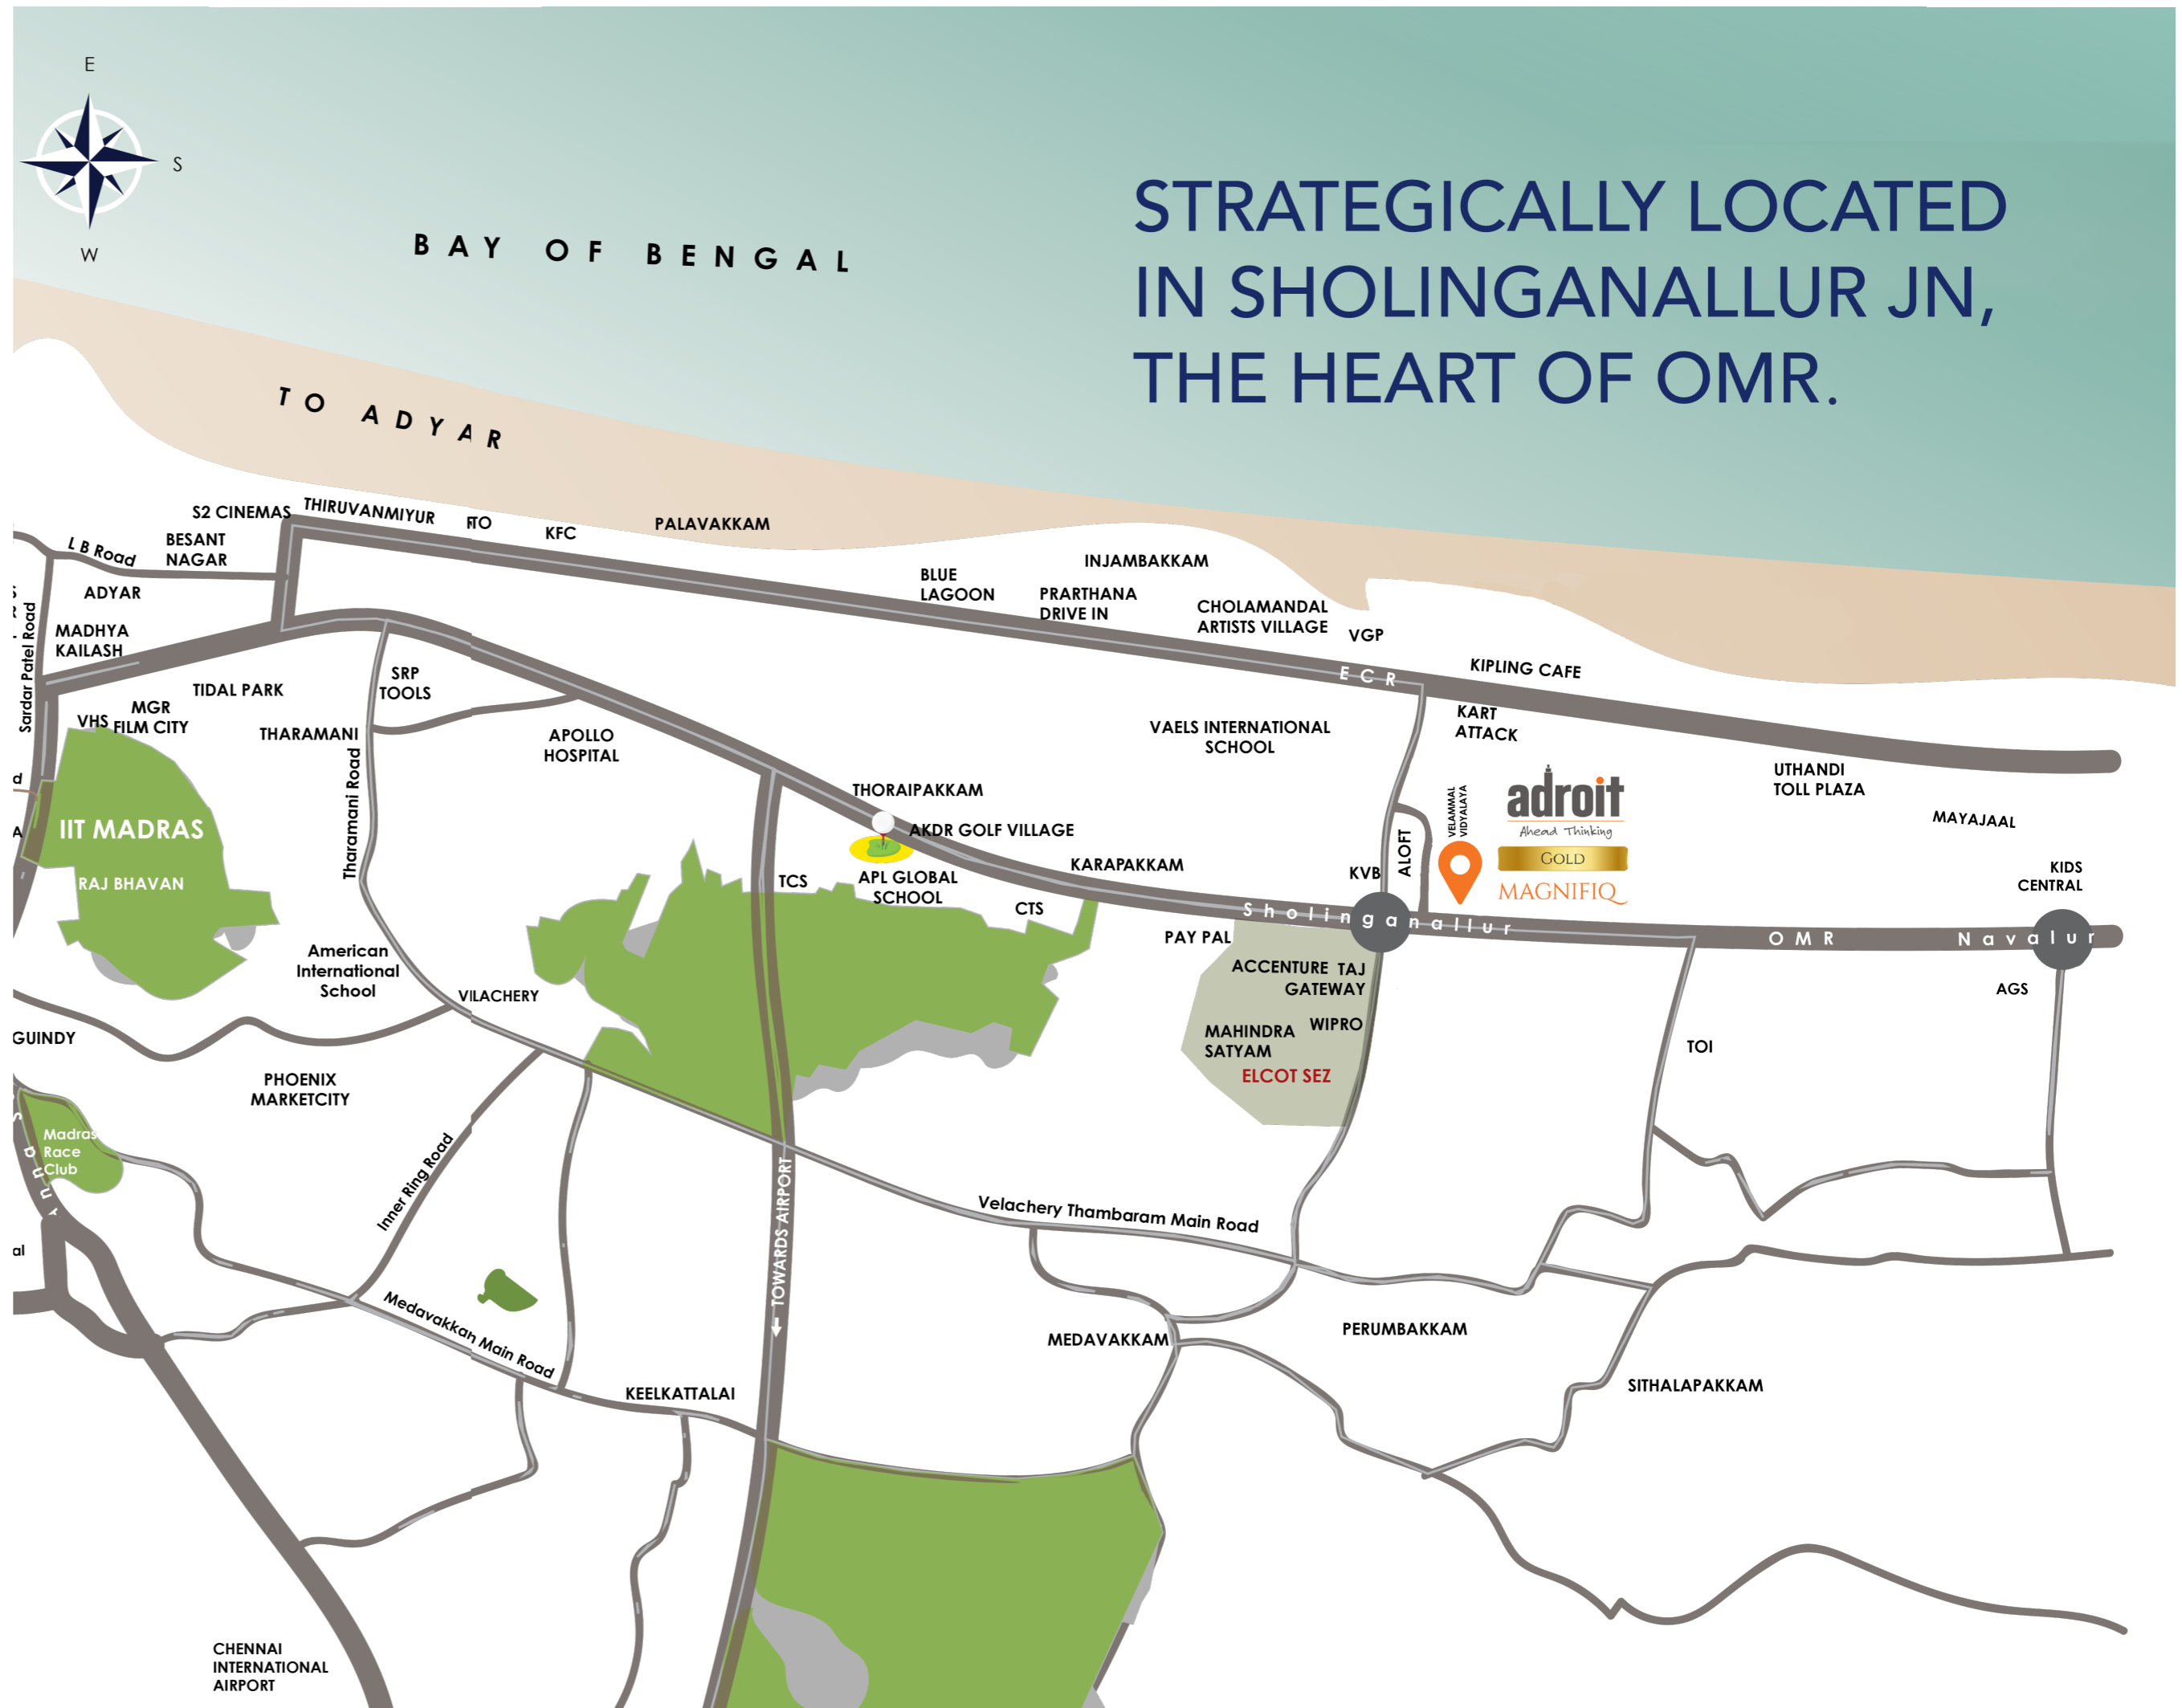 E
S
W
BAY OF BENGAL
STRATEGICALLY LOCATED
IN SHOLINGANALLUR JN,
THE HEART OF OMR.
TO ADYAR
S2 CINEMAS
THIRUVANMIYUR
KFC
PALAVAKKAM
L B Road
BESANT
NAGAR
ADYAR
INJAMBAKKAM
BLUE
LAGOON
PRARTHANA
DRIVE IN
CHOLAMANDAL
ARTISTS VILLAGE
VGP
Sardar Patel Road
MADHYA
KAILASH
ECR
KIPLING CAFE
SRP
TOOLS
TIDAL PARK
MGR
FILM CITY
VHS
THARAMANI
APOLLO
HOSPITAL
VAELS INTERNATIONAL
SCHOOL
KART
ATTACK
UTHANDI
TOLL PLAZA
MAYAJAAL
Tharamani Road
THORAIPAKKAM
AKDR GOLF VILLAGE
VELAMMAL
VIDYALAYA
adroit
Ahead Thinking
GOLD
MAGNIFIQ
IIT MADRAS
RAJ BHAVAN
TCS
APL GLOBAL
SCHOOL
KARAPAKKAM
CTS
KVB
ALOFT
KIDS
CENTRAL
Sholinganallur
OMR
Navalur
PAY PAL
ACCENTURE
TAJ
GATEWAY
AGS
American
International
School
VILACHERY
MAHINDRA
SATYAM
WIPRO
ELCOT SEZ
TOI
GUINDY
PHOENIX
MARKETCITY
Madras
Race
Club
Inner Ring Road
TOWARDS AIRPORT
Velachery Thambaram Main Road
Medavakkah Main Road
MEDAVAKKAM
PERUMBAKKAM
KEELKATTALAI
SITHALAPAKKAM
CHENNAI
INTERNATIONAL
AIRPORT